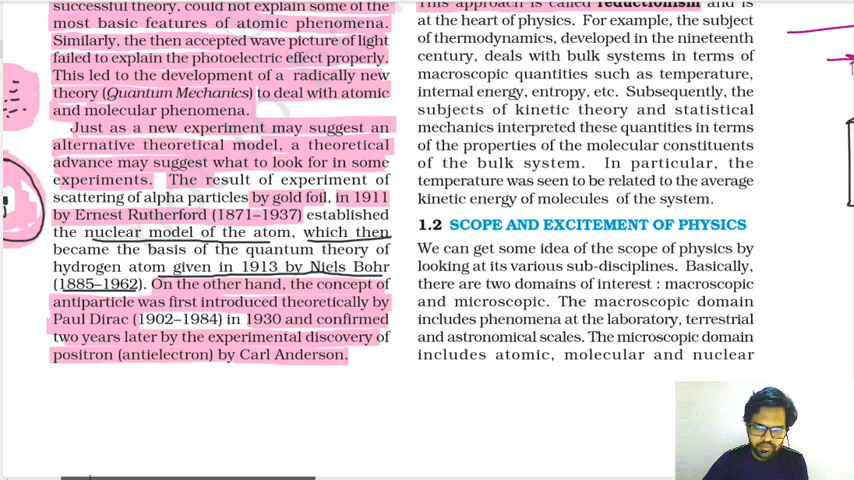 successful theory, could not explain some of the
most basic features of atomic phenomena.
Similarly, the then accepted wave picture of light
failed to explain the photoelectric effect properly.
This led to the development of a radically new
theory (Quantum Mechanics) to deal with atomic
and molecular phenomena.
Just as a new experiment may suggest an
alternative theoretical model, a theoretical
advance may suggest what to look for in some
experiments. The result of experiment of
scattering of alpha particles by gold foil, in 1911
by Ernest Rutherford (1871–1937) established
the nuclear model of the atom, which then
became the basis of the quantum theory of
hydrogen atom given in 1913 by Niels Bohr
(1885–1962). On the other hand, the concept of
antiparticle was first introduced theoretically by
Paul Dirac (1902–1984) in 1930 and confirmed
two years later by the experimental discovery of
positron (antielectron) by Carl Anderson.
This approach is called reductionism and is
at the heart of physics. For example, the subject
of thermodynamics, developed in the nineteenth
century, deals with bulk systems in terms of
macroscopic quantities such as temperature,
internal energy, entropy, etc. Subsequently, the
subjects of kinetic theory and statistical
mechanics interpreted these quantities in terms
of the properties of the molecular constituents
of the bulk system. In particular, the
temperature was seen to be related to the average
kinetic energy of molecules of the system.
1.2 SCOPE AND EXCITEMENT OF PHYSICS
We can get some idea of the scope of physics by
looking at its various sub-disciplines. Basically,
there are two domains of interest : macroscopic
and microscopic. The macroscopic domain
includes phenomena at the laboratory, terrestrial
and astronomical scales. The microscopic domain
includes atomic, molecular and nuclear